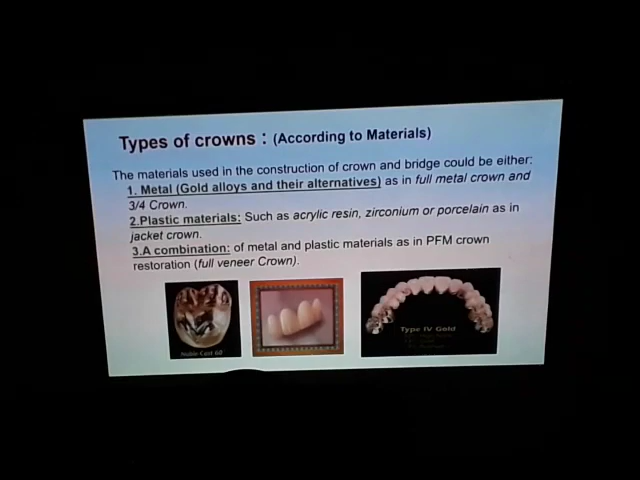 Types of crowns : (According to Materials)
The materials used in the construction of crown and bridge could be either:
1. Metal (Gold alloys and their alternatives) as in full metal crown and
3/4 Crown.
2.Plastic materials: Such as acrylic resin, zirconium or porcelain as in
jacket crown.
3.A combination: of metal and plastic materials as in PFM crown
restoration (full veneer Crown).
Type IV Gold